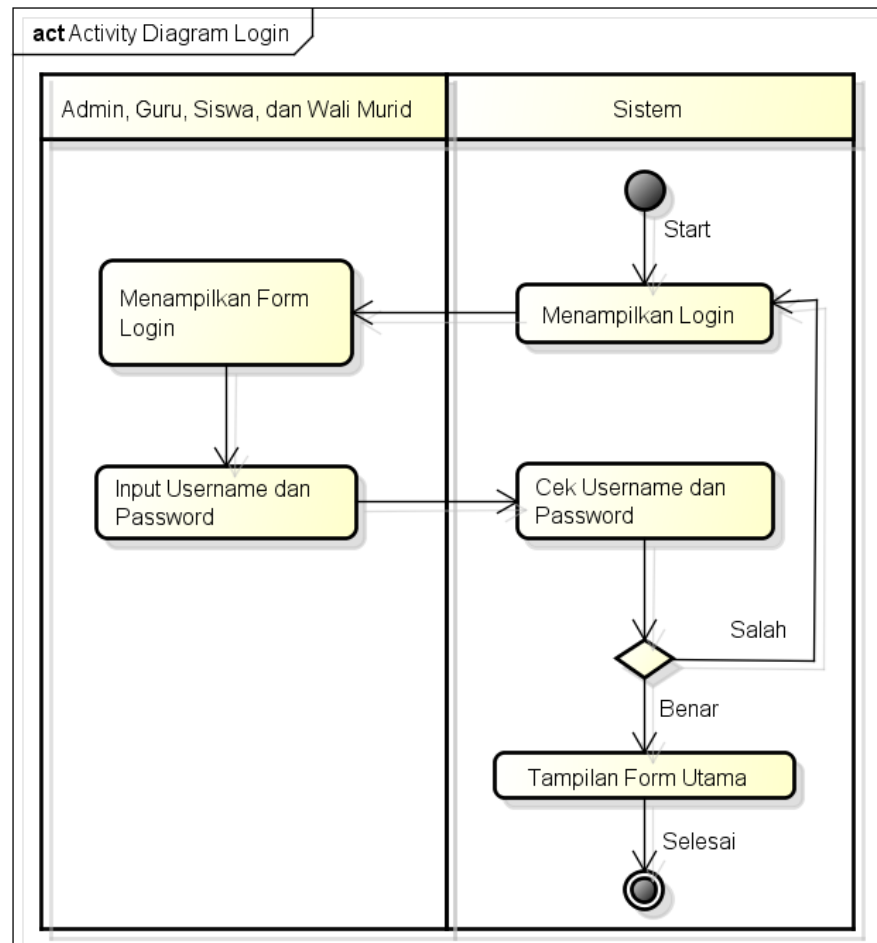 act Activity Diagram Login
Admin, Guru, Siswa, dan Wali Murid
Sistem
Start
Menampilkan Form
Login
Menampilkan Login
Input Username dan
Password
Cek Username dan
Password
Salah
Benar
Tampilan Form Utama
Selesai